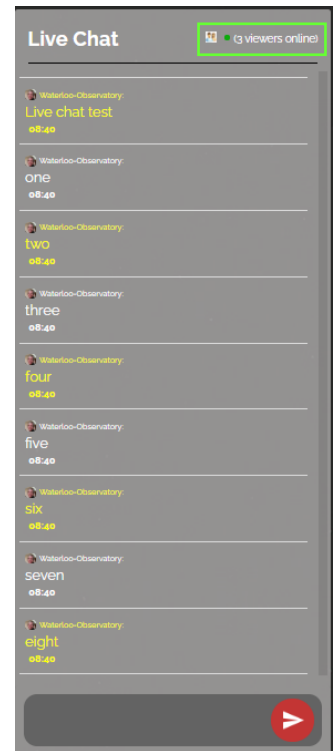 Live Chat
(3 viewers online)
Waterloo-Observatory:
Live chat test
08:40
Waterloo-Observatory:
one
08:40
Waterloo-Observatory:
two
08:40
Waterloo-Observatory:
three
08:40
Waterloo-Observatory:
four
08:40
Waterloo-Observatory:
five
08:40
Waterloo-Observatory:
six
08:40
Waterloo-Observatory:
seven
08:40
Waterloo-Observatory:
eight
08:40